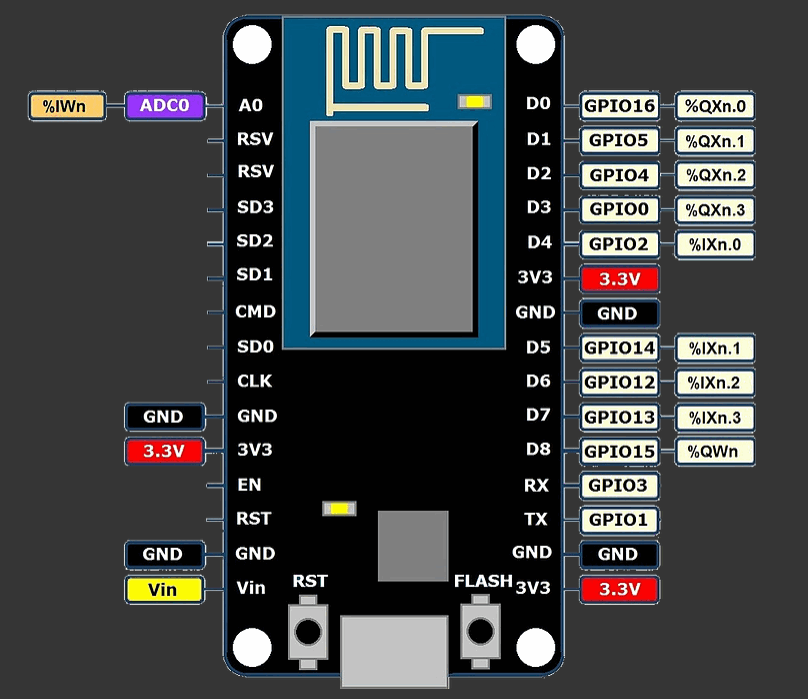 %IWn ADC0 A0 D0 GPIO16 %QXn.0
RSV D1 GPIO5 %QXn.1
RSV D2 GPIO4 %QXn.2
SD3 D3 GPIO0 %QXn.3
SD2 D4 GPIO2 %IXn.0
SD1 3V3 3.3V
CMD GND GND
SD0 D5 GPIO14 %IXn.1
CLK D6 GPIO12 %IXn.2
GND GND D7 GPIO13 %IXn.3
3.3V 3V3 D8 GPIO15 %QWn
EN RX GPIO3
RST TX GPIO1
GND GND GND GND
Vin Vin RST FLASH 3V3 3.3V